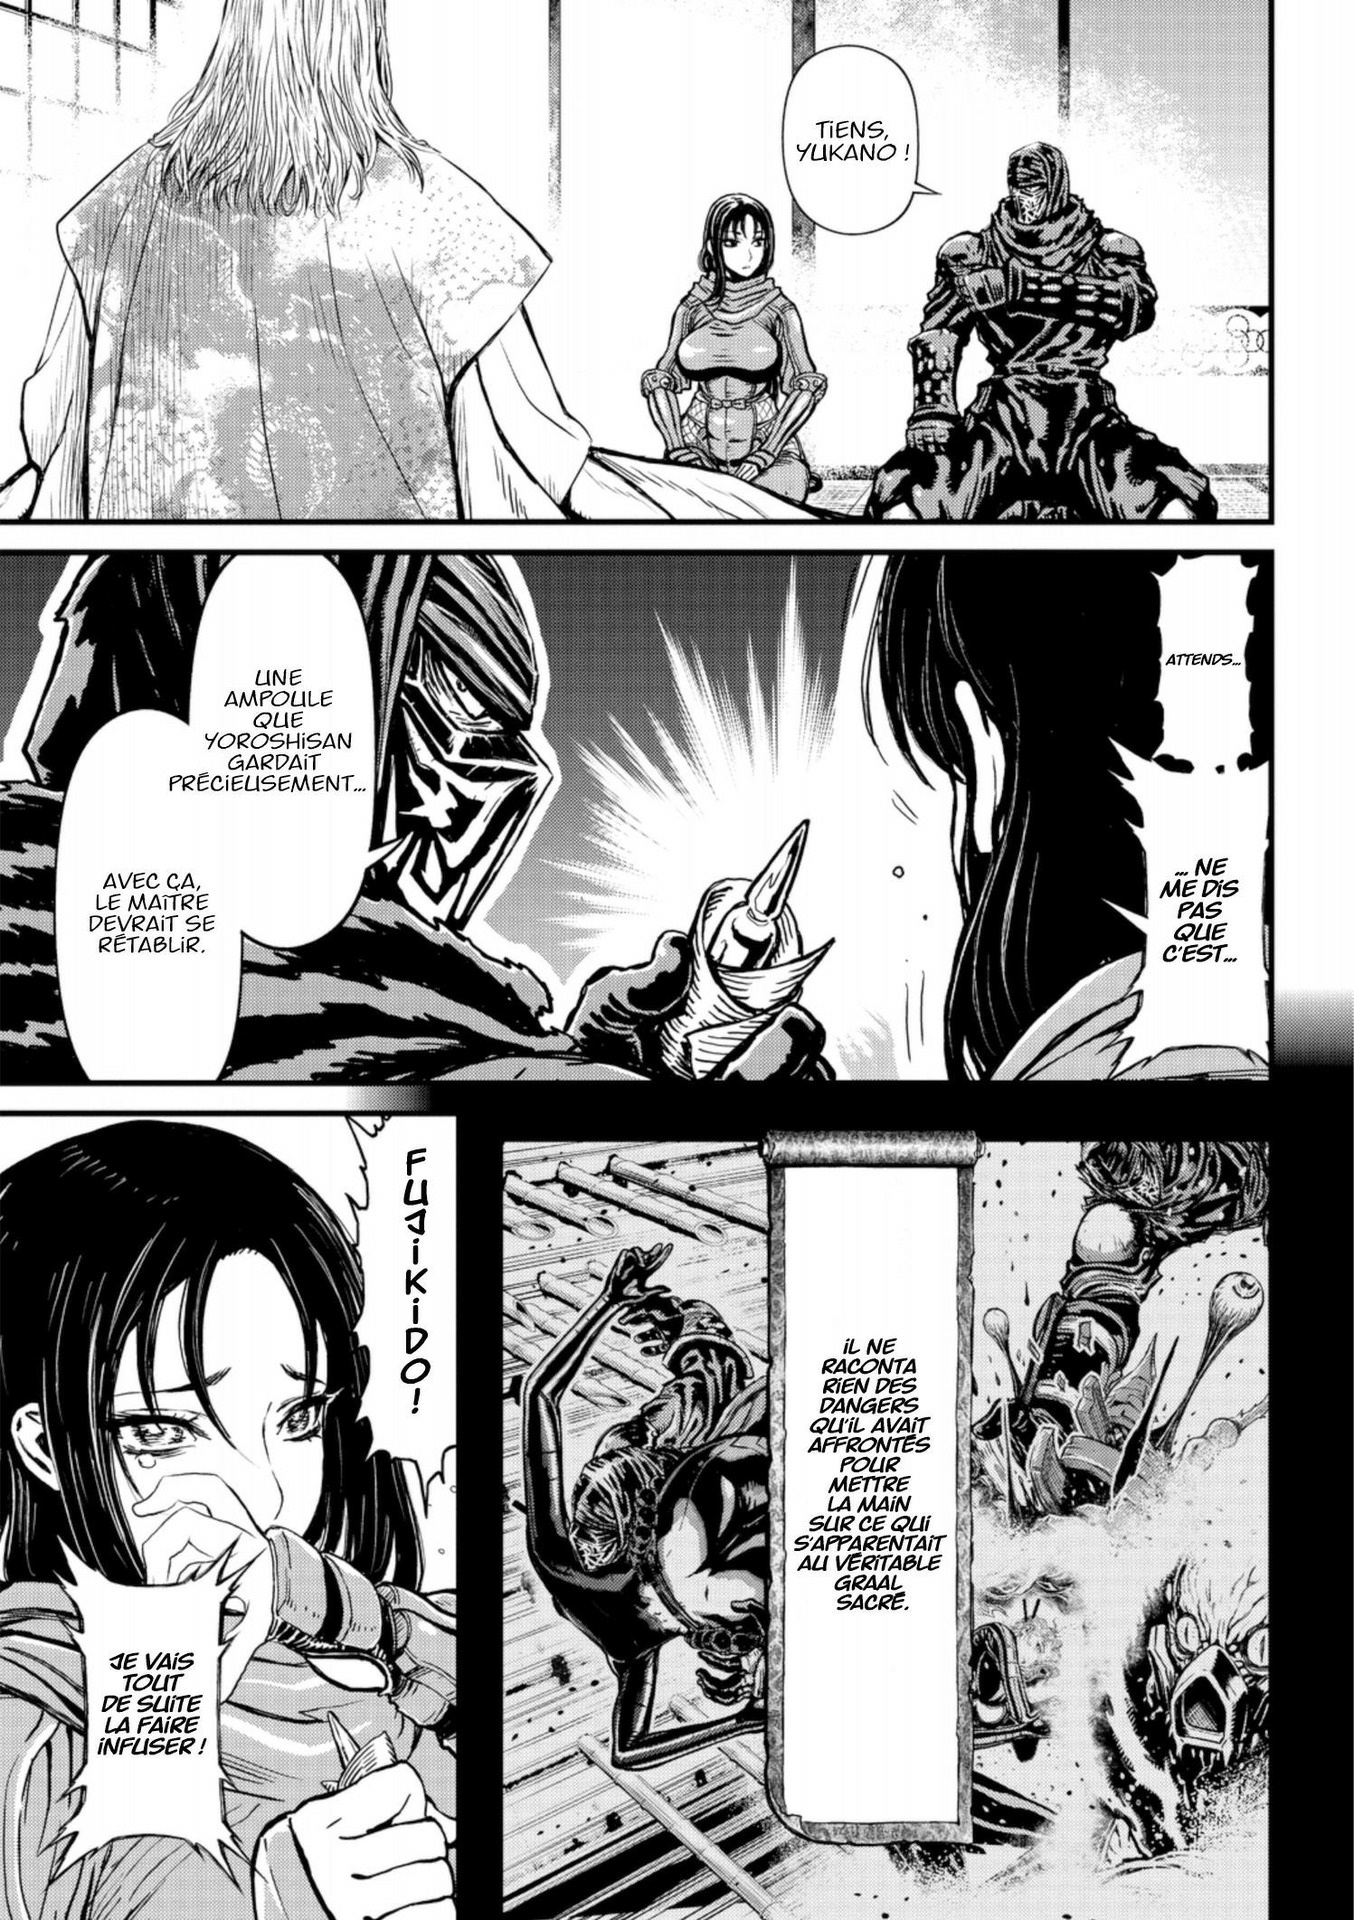 TIENS,
YUKANO !
ATTENDS...
... NE
ME DIS
PAS
QUE
C'EST...
UNE
AMPOULE
QUE
YOROSHiSAN
GARDAIT
PRÉCIEUSEMENT...
AVEC ÇA,
LE MAÎTRE
DEVRAIT SE
RÉTABLIR.
iL NE
RACONTA
RIEN DES
DANGERS
QU'iL AVAIT
AFFRONTÉS
POUR
METTRE
LA MAIN
SUR CE QUI
S'APPARENTAIT
AU VÉRiTABLE
GRAAL
SACRÉ.
FUJiKiDO !
JE VAIS
TOUT
DE SUITE
LA FAIRE
INFUSER !